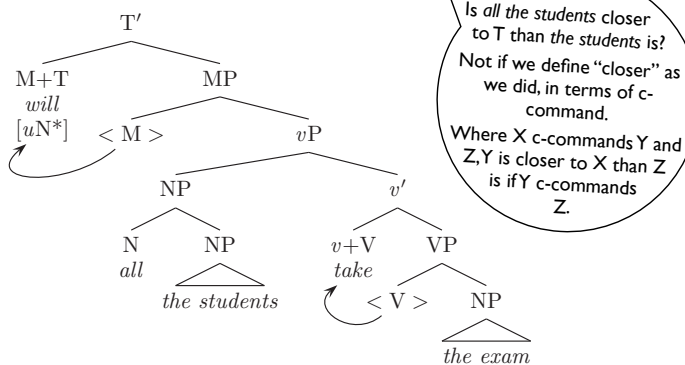 Is all the students closer
to T than the students is?
Not if we define “closer” as
we did, in terms of c-
command.
Where X c-commands Y and
Z,Y is closer to X than Z
is if Y c-commands
Z.
T′
M+T MP
will
[uN*] < M > vP
NP v′
N NP v+V VP
all take
the students < V > NP
the exam